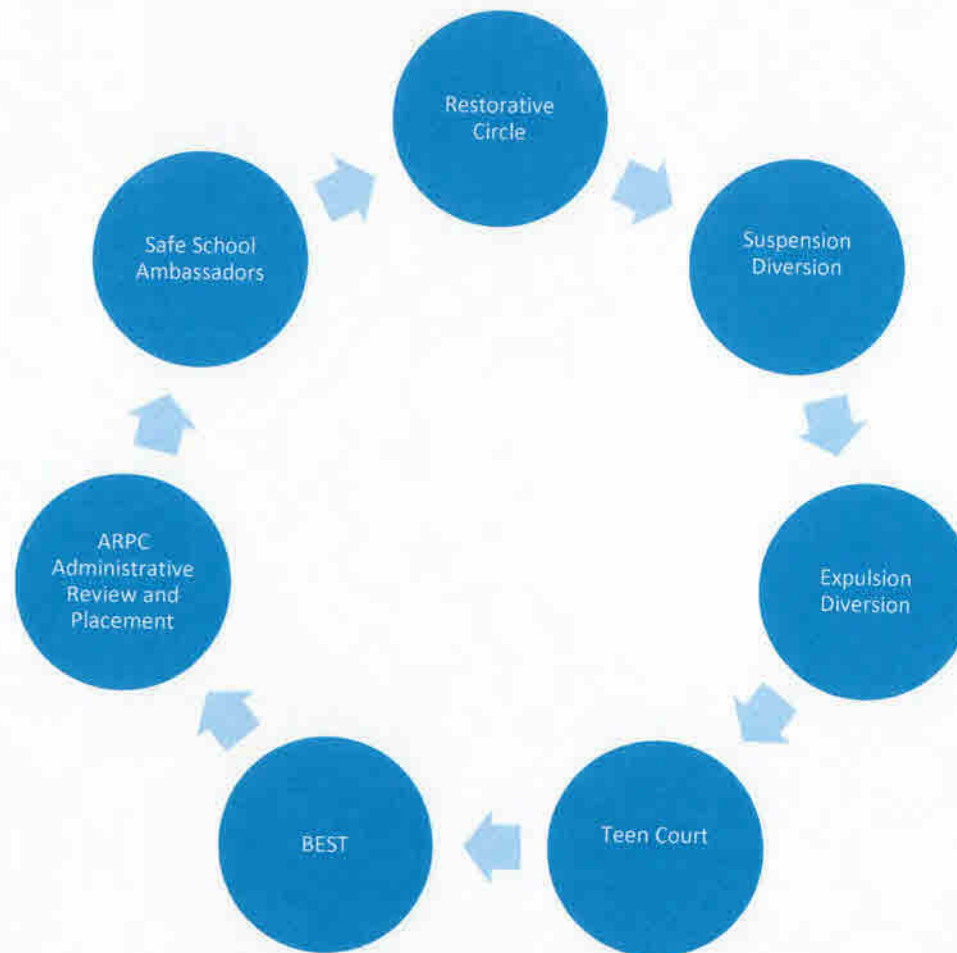 Restorative
Circle
Suspension
Diversion
Expulsion
Diversion
Teen Court
BEST
ARPC
Administrative
Review and
Placement
Safe School
Ambassadors